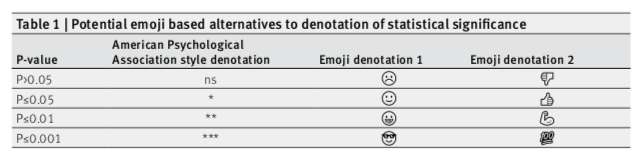 Table 1 | Potential emoji based alternatives to denotation of statistical significance
American Psychological
P-value Association style denotation Emoji denotation 1 Emoji denotation 2
P>0.05 ns ☹ 👎
P≤0.05 * 🙂 👍
P≤0.01 ** 😀 💪
P≤0.001 *** 😎 💯